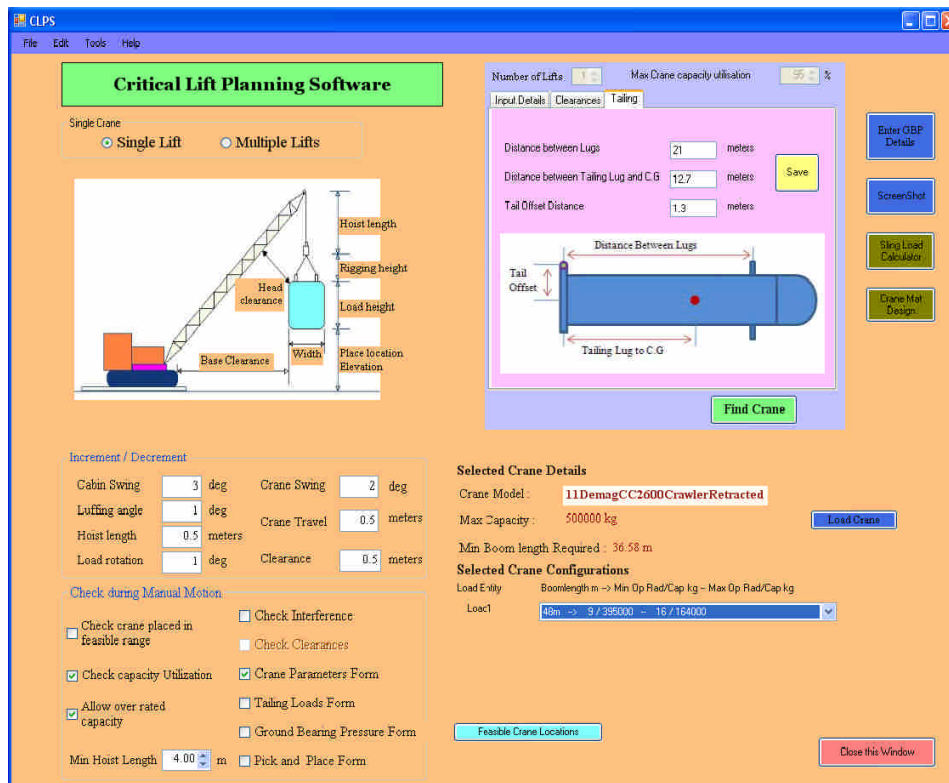 CLPS
File Edit Tools Help
Critical Lift Planning Software
Single Crane
Single Lift Multiple Lifts
Hoist length
Rigging height
Head
clearance
Load height
Base Clearance
Width
Place location
Elevation
Number of Lifts 1 Max Crane capacity utilisation 95 %
Input Details Clearances Tailing
Distance between Lugs 21 meters
Distance between Tailing Lug and C.G 12.7 meters
Tail Offset Distance 1.3 meters
Save
Distance Between Lugs
Tail
Offset
Tailing Lug to C.G
Find Crane
Enter GBP
Details
ScreenShot
Sling Load
Calculator
Crane Mat
Design
Increment / Decrement
Cabin Swing 3 deg Crane Swing 2 deg
Luffing angle 1 deg
Crane Travel 0.5 meters
Hoist length 0.5 meters
Load rotation 1 deg Clearance 0.5 meters
Check during Manual Motion
Check crane placed in
feasible range
Check Interference
Check Clearances
Check capacity Utilization
Crane Parameters Form
Allow over rated
capacity
Tailing Loads Form
Ground Bearing Pressure Form
Min Hoist Length 4.00 m
Pick and Place Form
Selected Crane Details
Crane Model : 11DemagCC2600CrawlerRetracted
Max Capacity : 500000 kg
Load Crane
Min Boom length Required : 36.58 m
Selected Crane Configurations
Load Entity Boomlength m --> Min Op Rad/Cap kg -- Max Op Rad/Cap kg
Load1 48m -> 9 / 395000 - 16 / 164000
Feasible Crane Locations
Close this Window